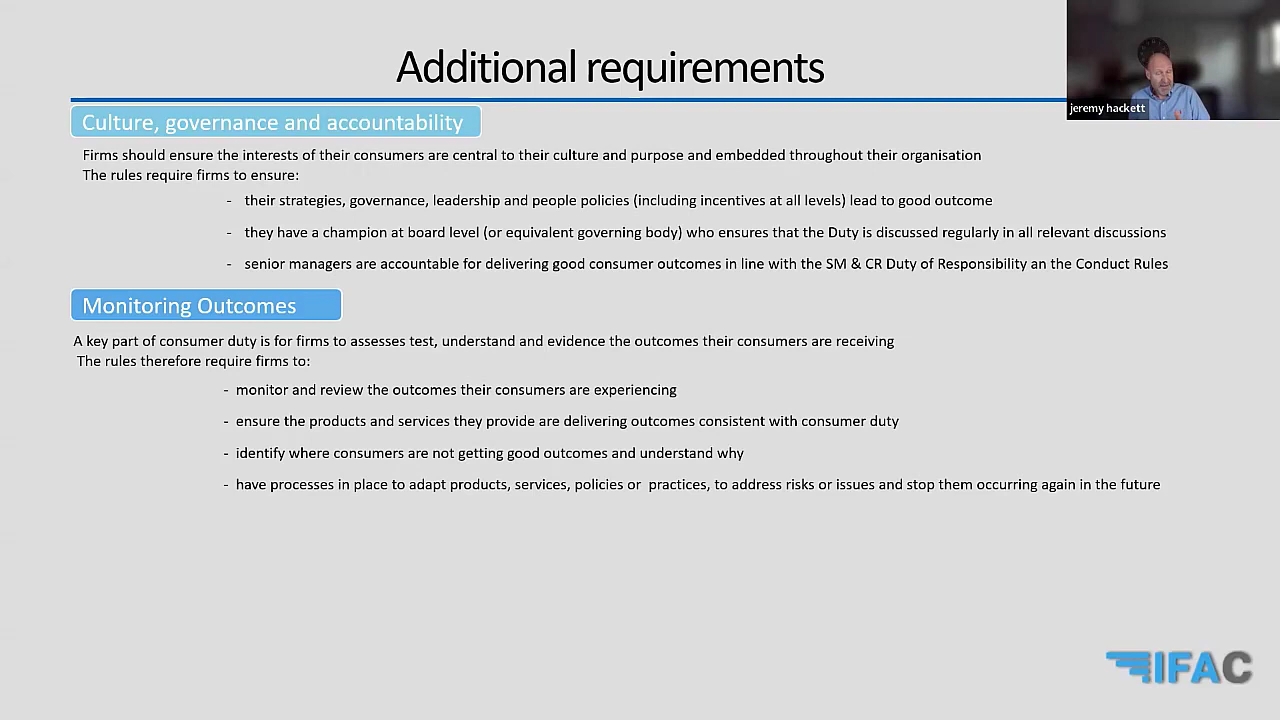 Additional requirements
jeremy hackett
Culture, governance and accountability
Firms should ensure the interests of their consumers are central to their culture and purpose and embedded throughout their organisation
The rules require firms to ensure:
- their strategies, governance, leadership and people policies (including incentives at all levels) lead to good outcome
- they have a champion at board level (or equivalent governing body) who ensures that the Duty is discussed regularly in all relevant discussions
- senior managers are accountable for delivering good consumer outcomes in line with the SM & CR Duty of Responsibility an the Conduct Rules
Monitoring Outcomes
A key part of consumer duty is for firms to assesses test, understand and evidence the outcomes their consumers are receiving
The rules therefore require firms to:
- monitor and review the outcomes their consumers are experiencing
- ensure the products and services they provide are delivering outcomes consistent with consumer duty
- identify where consumers are not getting good outcomes and understand why
- have processes in place to adapt products, services, policies or practices, to address risks or issues and stop them occurring again in the future
IFAC